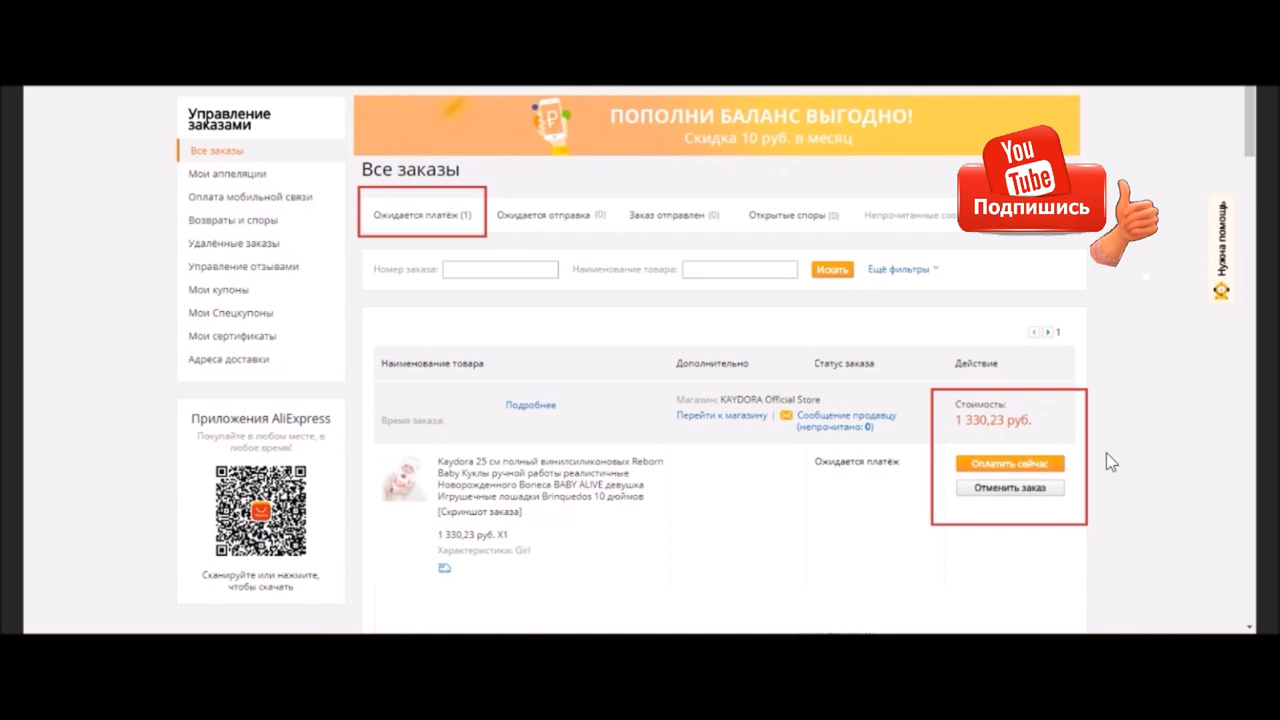 Управление
заказами
Все заказы
Мои аппеляции
Оплата мобильной связи
Возвраты и споры
Удалённые заказы
Управление отзывами
Мои купоны
Мои Спецкупоны
Мои сертификаты
Адреса доставки
Приложения AliExpress
Покупайте в любом месте, в
любое время!
Сканируйте или нажмите,
чтобы скачать
ПОПОЛНИ БАЛАНС ВЫГОДНО!
Скидка 10 руб. в месяц
Все заказы
Ожидается платёж (1) Ожидается отправка (0) Заказ отправлен (0) Открытые споры (0) Непрочитанные
You
Tube
Подпишись
Нужна помощь
Номер заказа: Наименование товара: Искать Ещё фильтры
1
Наименование товара Дополнительно Статус заказа Действие
Время заказа: Подробнее
Магазин: KAYDORA Official Store
Перейти к магазину | Сообщение продавцу
(непрочитано: 0)
Стоимость:
1 330,23 руб.
Kaydora 25 см полный винилсиликоновых Reborn
Baby Куклы ручной работы реалистичные
Новорожденного Boneca BABY ALIVE девушка
Игрушечные лошадки Brinquedos 10 дюймов
[Скриншот заказа]
1 330,23 руб. X1
Характеристики: Girl
Ожидается платёж
Оплатить сейчас
Отменить заказ